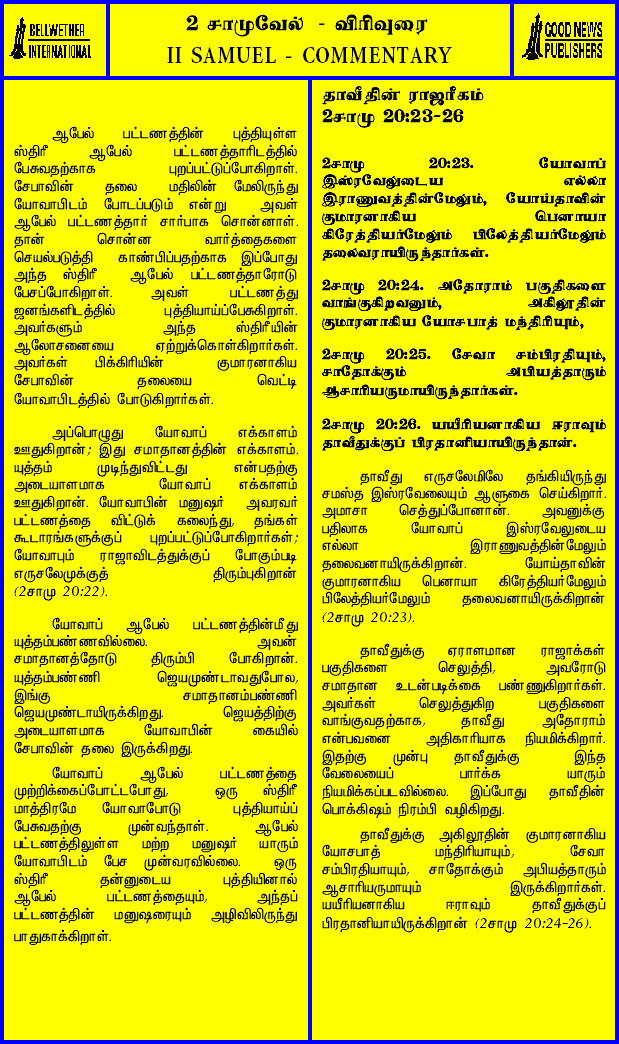 BELLWETHER
INTERNATIONAL
2 சாமுவேல் - விரிவுரை
II SAMUEL - COMMENTARY
GOOD NEWS
PUBLISHERS
ஆபேல் பட்டணத்தின் புத்தியுள்ள
ஸ்திரீ ஆபேல் பட்டணத்தாரிடத்தில்
பேசுவதற்காக புறப்பட்டுப்போகிறாள்.
சேபாவின் தலை மதிலின் மேலிருந்து
யோவாபிடம் போடப்படும் என்று அவள்
ஆபேல் பட்டணத்தார் சார்பாக சொன்னாள்.
தான் சொன்ன வார்த்தைகளை
செயல்படுத்தி காண்பிப்பதற்காக இப்போது
அந்த ஸ்திரீ ஆபேல் பட்டணத்தாரோடு
பேசப்போகிறாள். அவள் பட்டணத்து
ஜனங்களிடத்தில் புத்தியாய்ப்பேசுகிறாள்.
அவர்களும் அந்த ஸ்திரீயின்
ஆலோசனையை ஏற்றுக்கொள்கிறார்கள்.
அவர்கள் பிக்கிரியின் குமாரனாகிய
சேபாவின் தலையை வெட்டி
யோவாபிடத்தில் போடுகிறார்கள்.
அப்பொழுது யோவாப் எக்காளம்
ஊதுகிறான்; இது சமாதானத்தின் எக்காளம்.
யுத்தம் முடிந்துவிட்டது என்பதற்கு
அடையாளமாக யோவாப் எக்காளம்
ஊதுகிறான். யோவாபின் மனுஷர் அவரவர்
பட்டணத்தை விட்டுக் கலைந்து, தங்கள்
கூடாரங்களுக்குப் புறப்பட்டுப்போகிறார்கள்;
யோவாபும் ராஜாவிடத்துக்குப் போகும்படி
எருசலேமுக்குத் திரும்புகிறான்
(2சாமு 20:22).
யோவாப் ஆபேல் பட்டணத்தின்மீது
யுத்தம்பண்ணவில்லை. அவன்
சமாதானத்தோடு திரும்பி போகிறான்.
யுத்தம்பண்ணி ஜெயமுண்டாவதுபோல,
இங்கு சமாதானம்பண்ணி
ஜெயமுண்டாயிருக்கிறது. ஜெயத்திற்கு
அடையாளமாக யோவாபின் கையில்
சேபாவின் தலை இருக்கிறது.
யோவாப் ஆபேல் பட்டணத்தை
முற்றிக்கைப்போட்டபோது, ஒரு ஸ்திரீ
மாத்திரமே யோவாபோடு புத்தியாய்ப்
பேசுவதற்கு முன்வந்தாள். ஆபேல்
பட்டணத்திலுள்ள மற்ற மனுஷர் யாரும்
யோவாபிடம் பேச முன்வரவில்லை. ஒரு
ஸ்திரீ தன்னுடைய புத்தியினால்
ஆபேல் பட்டணத்தையும், அந்தப்
பட்டணத்தின் மனுஷரையும் அழிவிலிருந்து
பாதுகாக்கிறாள்.
தாவீதின் ராஜரீகம்
2சாமு 20:23-26
2சாமு 20:23. யோவாப்
இஸ்ரவேலுடைய எல்லா
இராணுவத்தின்மேலும், யோய்தாவின்
குமாரனாகிய பெனாயா
கிரேத்தியர்மேலும் பிலேத்தியர்மேலும்
தலைவராயிருந்தார்கள்.
2சாமு 20:24. அதோராம் பகுதிகளை
வாங்குகிறவனும், அகிலூதின்
குமாரனாகிய யோசபாத் மந்திரியும்,
2சாமு 20:25. சேவா சம்பிரதியும்,
சாதோக்கும் அபியத்தாரும்
ஆசாரியருமாயிருந்தார்கள்.
2சாமு 20:26. யயீரியனாகிய ஈராவும்
தாவீதுக்குப் பிரதானியாயிருந்தான்.
தாவீது எருசலேமிலே தங்கியிருந்து
சமஸ்த இஸ்ரவேலையும் ஆளுகை செய்கிறார்.
அமாசா செத்துப்போனான். அவனுக்கு
பதிலாக யோவாப் இஸ்ரவேலுடைய
எல்லா இராணுவத்தின்மேலும்
தலைவனாயிருக்கிறான். யோய்தாவின்
குமாரனாகிய பெனாயா கிரேத்தியர்மேலும்
பிலேத்தியர்மேலும் தலைவனாயிருக்கிறான்
(2சாமு 20:23).
தாவீதுக்கு ஏராளமான ராஜாக்கள்
பகுதிகளை செலுத்தி, அவரோடு
சமாதான உடன்படிக்கை பண்ணுகிறார்கள்.
அவர்கள் செலுத்துகிற பகுதிகளை
வாங்குவதற்காக, தாவீது அதோராம்
என்பவனை அதிகாரியாக நியமிக்கிறார்.
இதற்கு முன்பு தாவீதுக்கு இந்த
வேலையைப் பார்க்க யாரும்
நியமிக்கப்படவில்லை. இப்போது தாவீதின்
பொக்கிஷம் நிரம்பி வழிகிறது.
தாவீதுக்கு அகிலூதின் குமாரனாகிய
யோசபாத் மந்திரியாயும், சேவா
சம்பிரதியாயும், சாதோக்கும் அபியத்தாரும்
ஆசாரியருமாயும் இருக்கிறார்கள்.
யயீரியனாகிய ஈராவும் தாவீதுக்குப்
பிரதானியாயிருக்கிறான் (2சாமு 20:24-26).